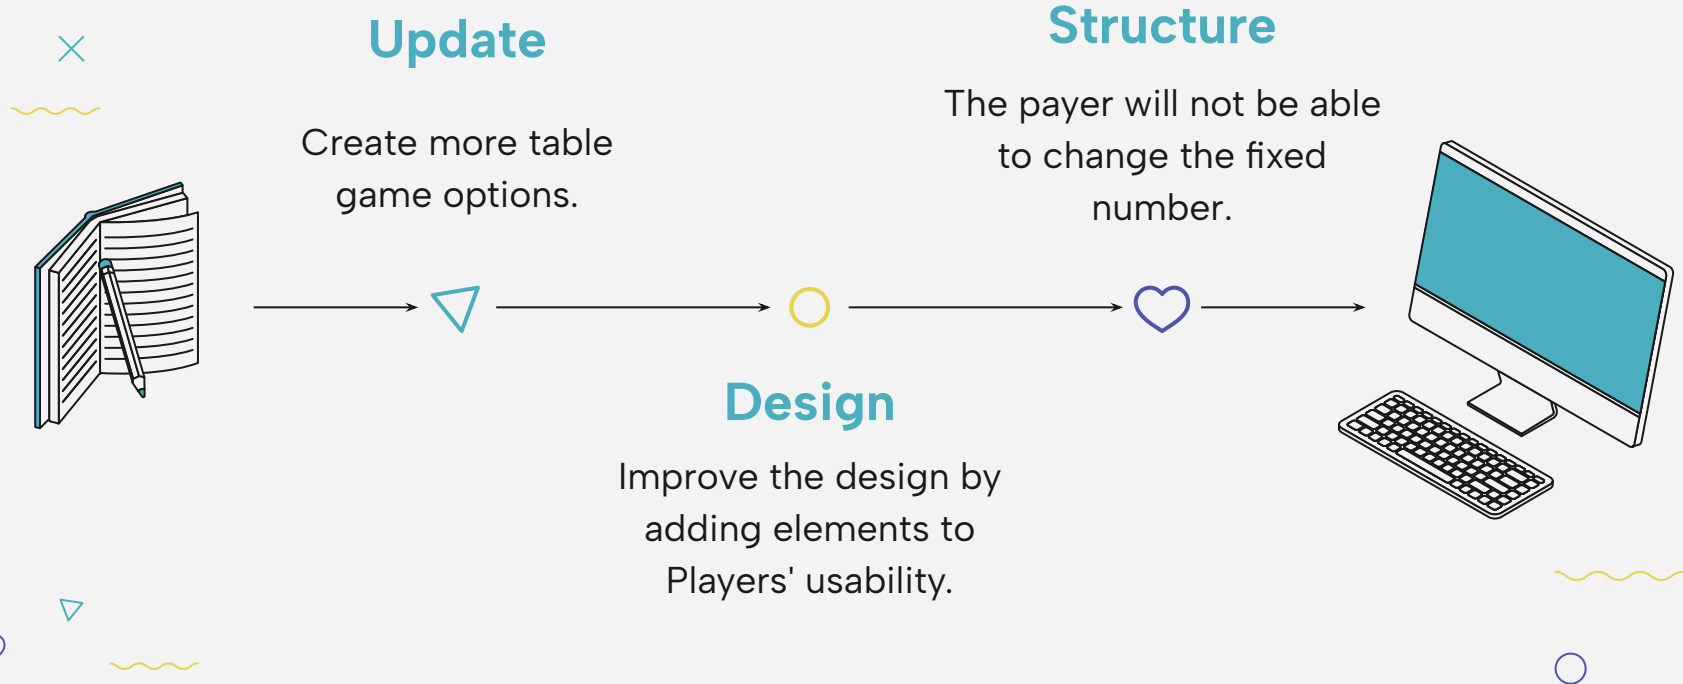 Update
Create more table
game options.
Design
Improve the design by
adding elements to
Players' usability.
Structure
The payer will not be able
to change the fixed
number.